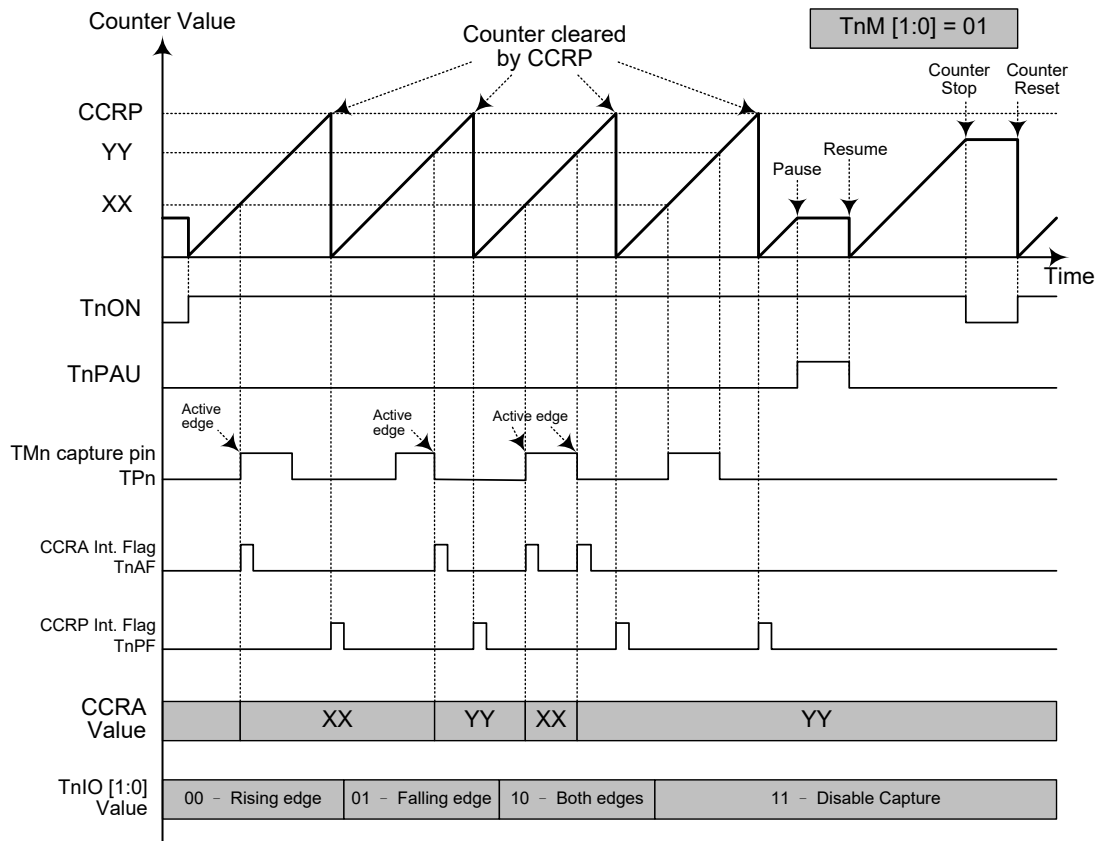 Counter Value
TnM [1:0] = 01
Counter cleared
by CCRP
Counter
Stop
Counter
Reset
CCRP
YY
XX
Pause
Resume
Time
TnON
TnPAU
Active
edge
Active
edge
Active edge
TMn capture pin
TPn
CCRA Int. Flag
TnAF
CCRP Int. Flag
TnPF
CCRA
Value
XX
YY
XX
YY
TnIO [1:0]
Value
00 – Rising edge
01 – Falling edge
10 – Both edges
11 – Disable Capture